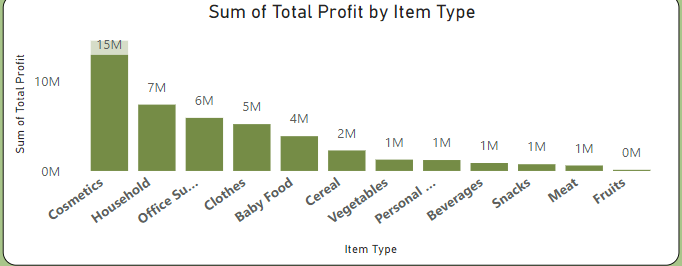 Sum of Total Profit by Item Type
Sum of Total Profit
10M
0M
15M
7M
6M
5M
4M
2M
1M
1M
1M
1M
1M
0M
Cosmetics
Household
Office Su...
Clothes
Baby Food
Cereal
Vegetables
Personal ...
Beverages
Snacks
Meat
Fruits
Item Type